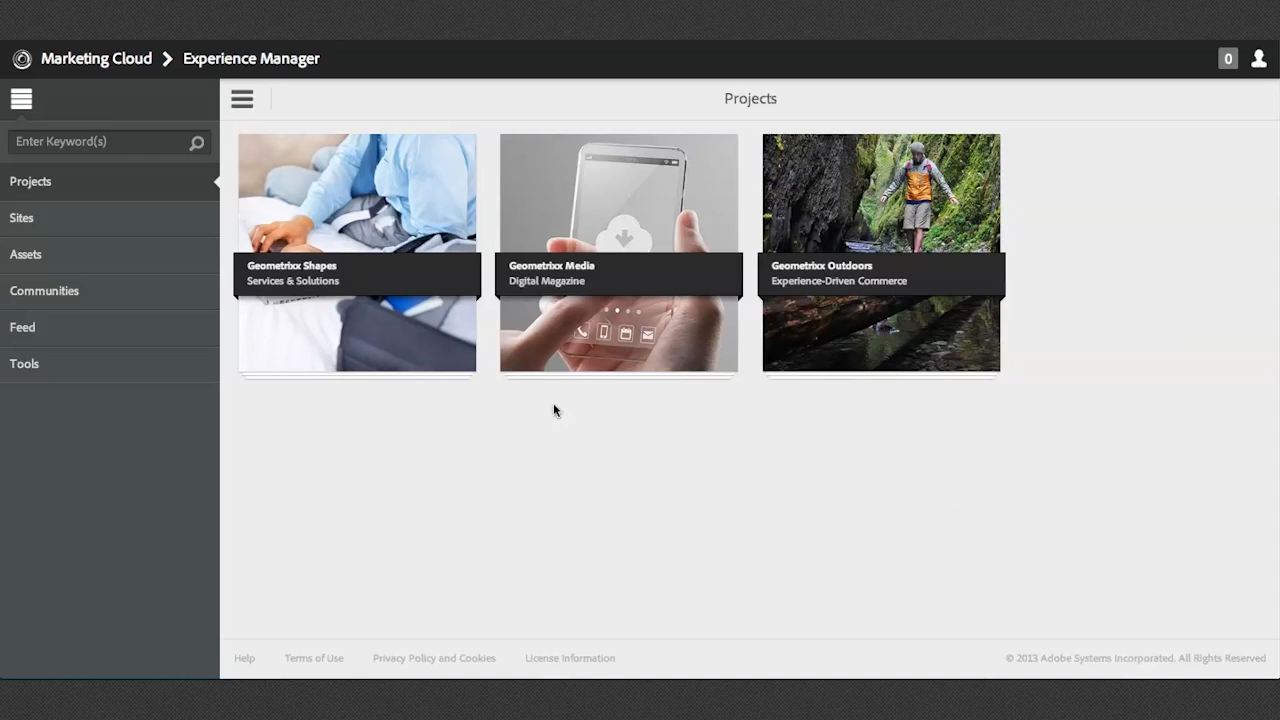 Marketing Cloud Experience Manager
0
Enter Keyword(s)
Projects
Sites
Assets
Communities
Feed
Tools
Projects
Geometrixx Shapes
Services & Solutions
Geometrixx Media
Digital Magazine
Geometrixx Outdoors
Experience-Driven Commerce
Help
Terms of Use
Privacy Policy and Cookies
License Information
© 2013 Adobe Systems Incorporated. All Rights Reserved